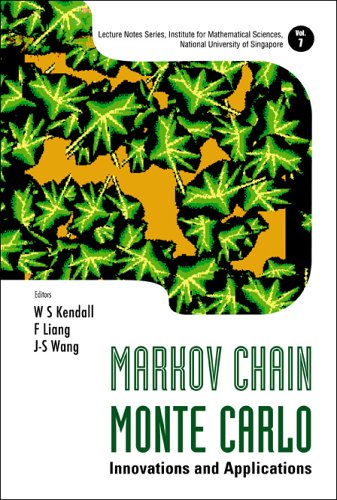 Lecture Notes Series, Institute for Mathematical Sciences,
National University of Singapore
Vol.
7
Editors
W S Kendall
F Liang
J-S Wang
MARKOV CHAIN
MONTE CARLO
Innovations and Applications